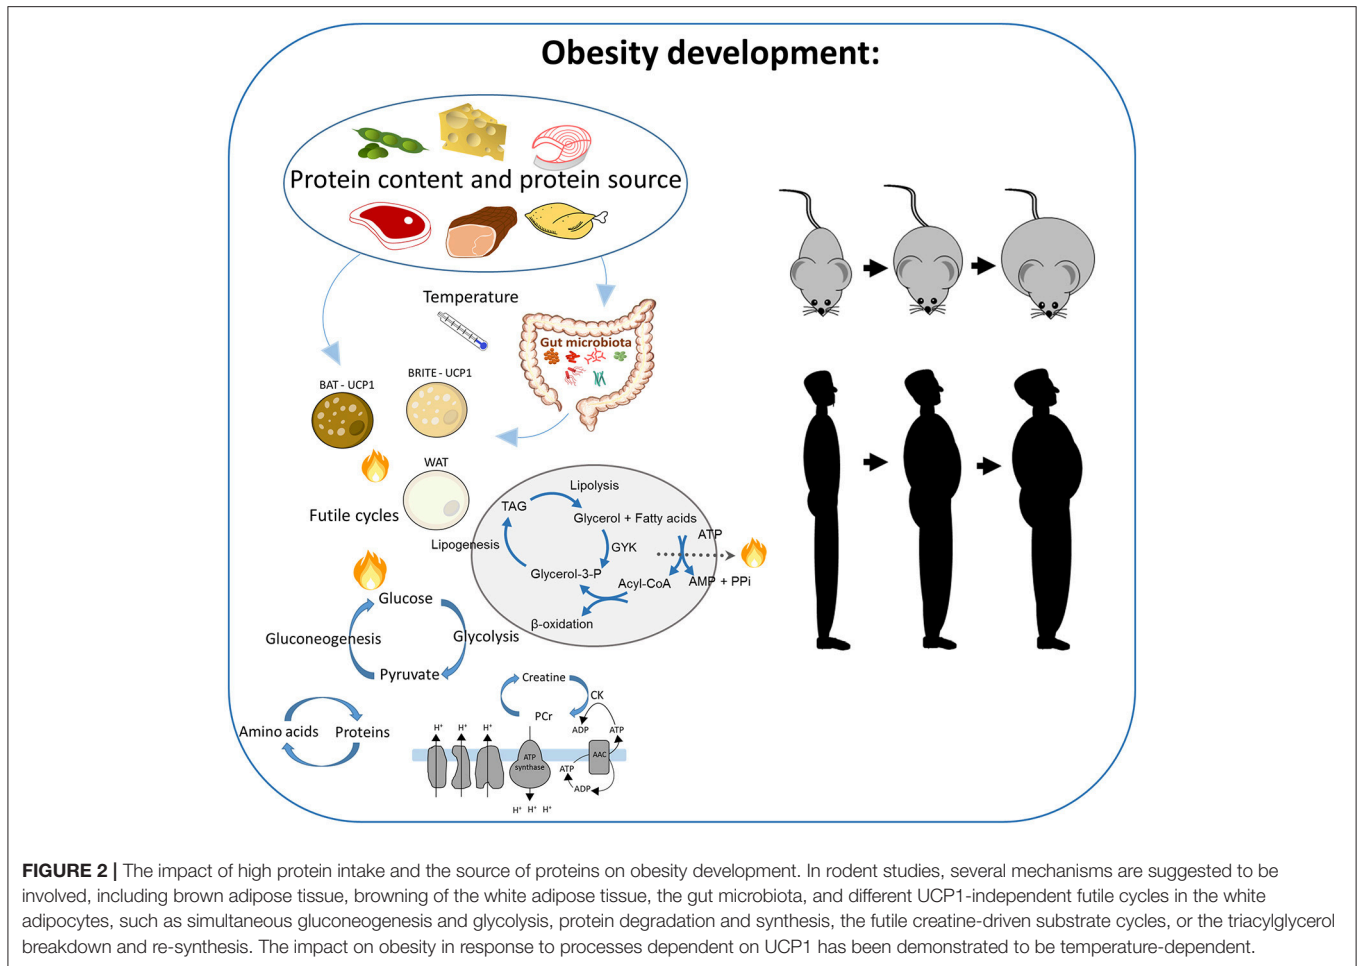 Obesity development:
Protein content and protein source
Temperature
Gut microbiota
BAT - UCP1
BRITE - UCP1
WAT
Futile cycles
Lipolysis
TAG
Glycerol + Fatty acids
ATP
Lipogenesis
GYK
Glycerol-3-P
Acyl-CoA
AMP + PPi
β-oxidation
Glucose
Gluconeogenesis
Glycolysis
Pyruvate
Creatine
CK
PCr
ADP
ATP
Amino acids
Proteins
H⁺
H⁺
H⁺
ATP
synthase
AAC
ATP
ADP
H⁺ H⁺ H⁺
FIGURE 2 | The impact of high protein intake and the source of proteins on obesity development. In rodent studies, several mechanisms are suggested to be
involved, including brown adipose tissue, browning of the white adipose tissue, the gut microbiota, and different UCP1-independent futile cycles in the white
adipocytes, such as simultaneous gluconeogenesis and glycolysis, protein degradation and synthesis, the futile creatine-driven substrate cycles, or the triacylglycerol
breakdown and re-synthesis. The impact on obesity in response to processes dependent on UCP1 has been demonstrated to be temperature-dependent.